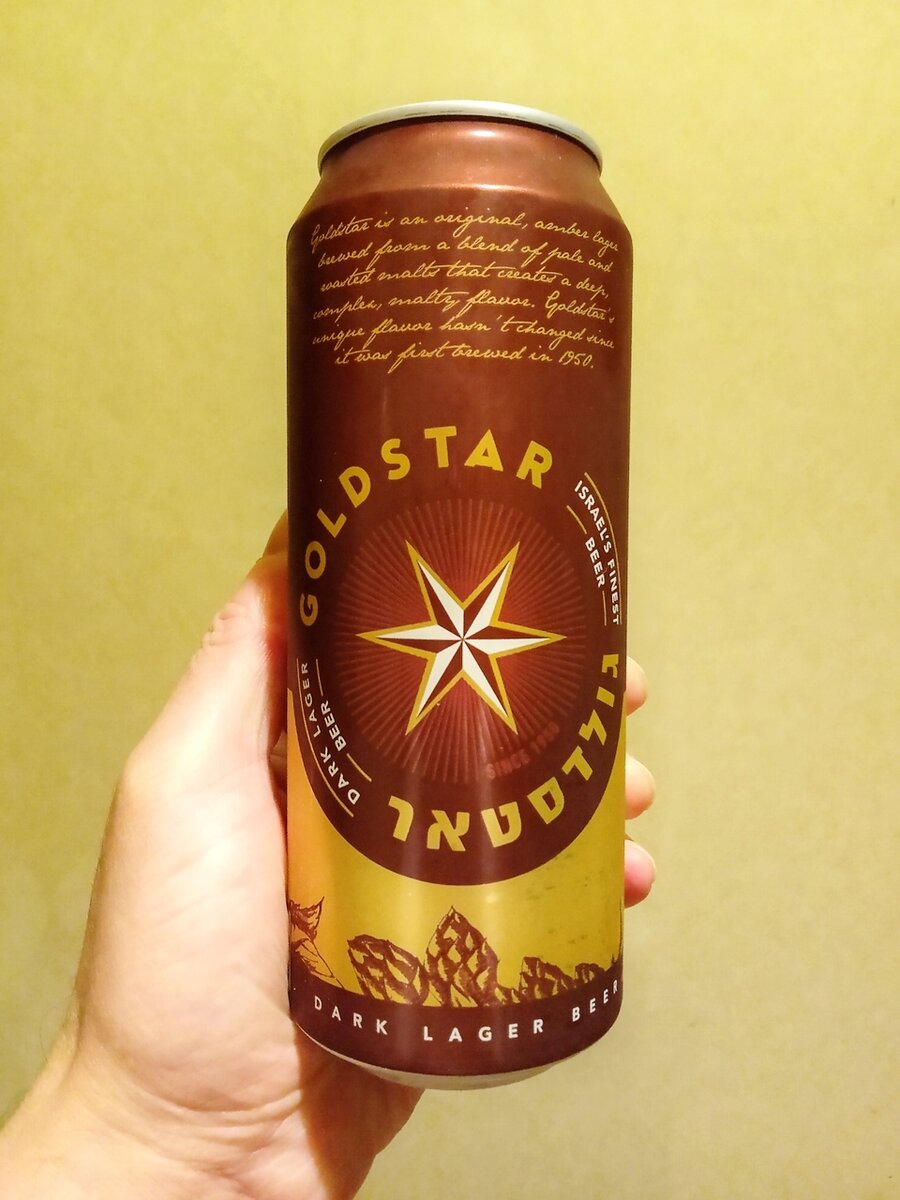 Goldstar is an original, amber lager
brewed from a blend of pale and
roasted malts that creates a deep,
complex, malty flavor. Goldstar's
unique flavor hasn't changed since
it was first brewed in 1950.
GOLDSTAR
ISRAEL'S FINEST
BEER
DARK LAGER
BEER
SINCE 1950
גולדסטאר
DARK LAGER BEER